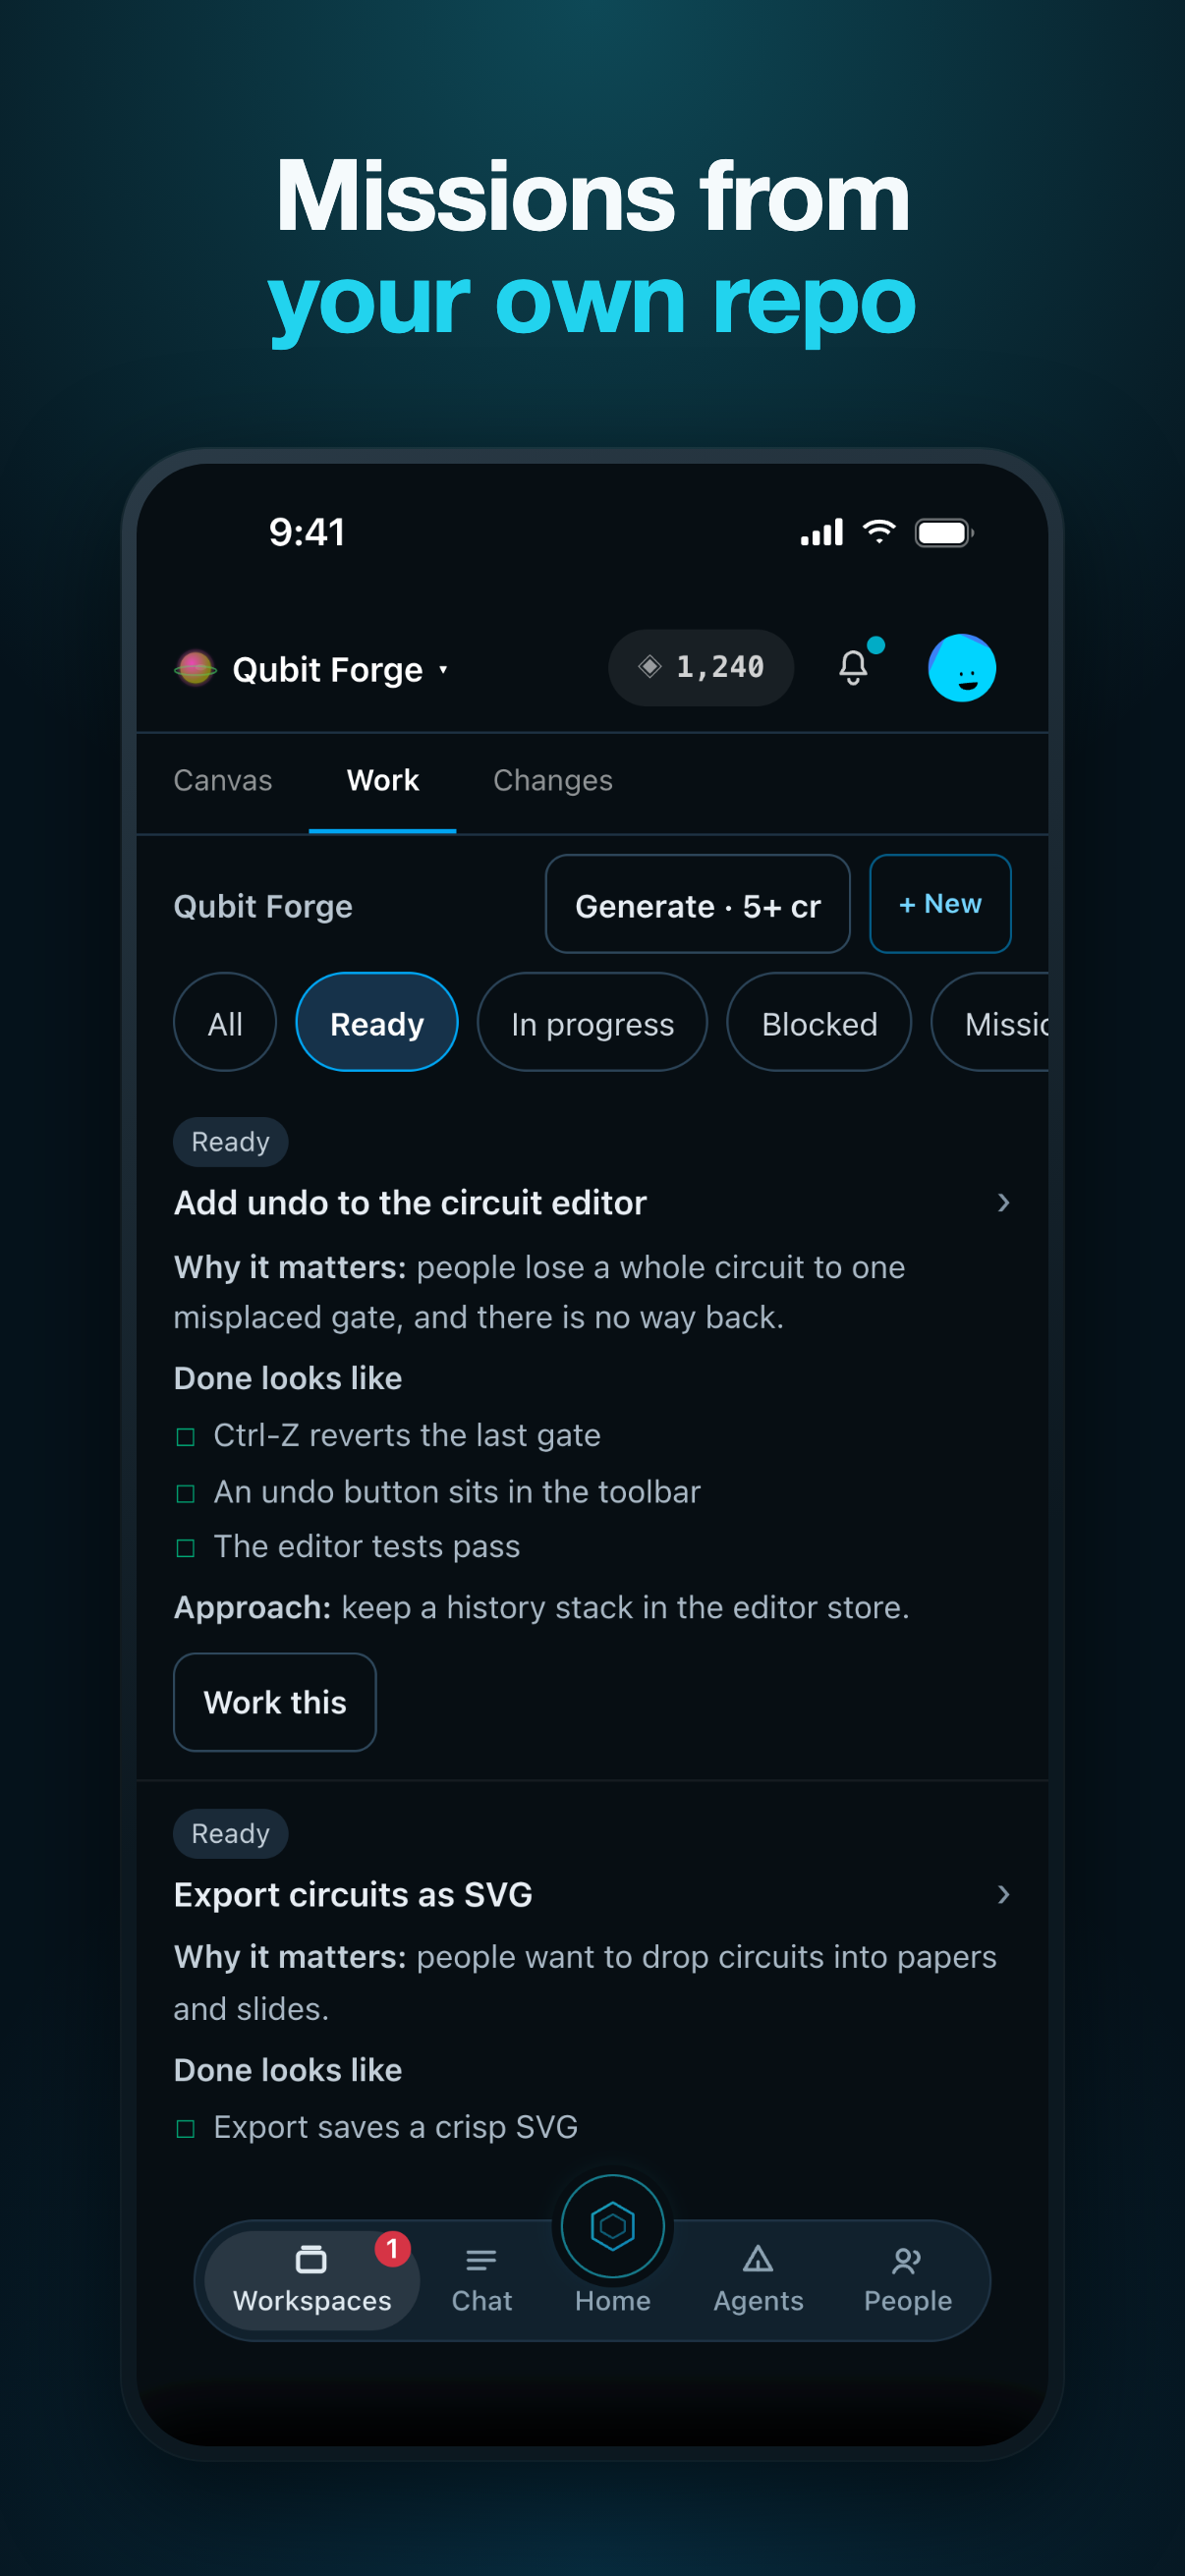 Missions from
your own repo
9:41
Qubit Forge
1,240
Canvas Work Changes
Qubit Forge Generate · 5+ cr + New
All Ready In progress Blocked Missio
Ready
Add undo to the circuit editor
Why it matters: people lose a whole circuit to one
misplaced gate, and there is no way back.
Done looks like
Ctrl-Z reverts the last gate
An undo button sits in the toolbar
The editor tests pass
Approach: keep a history stack in the editor store.
Work this
Ready
Export circuits as SVG
Why it matters: people want to drop circuits into papers
and slides.
Done looks like
Export saves a crisp SVG
1
Workspaces Chat Home Agents People